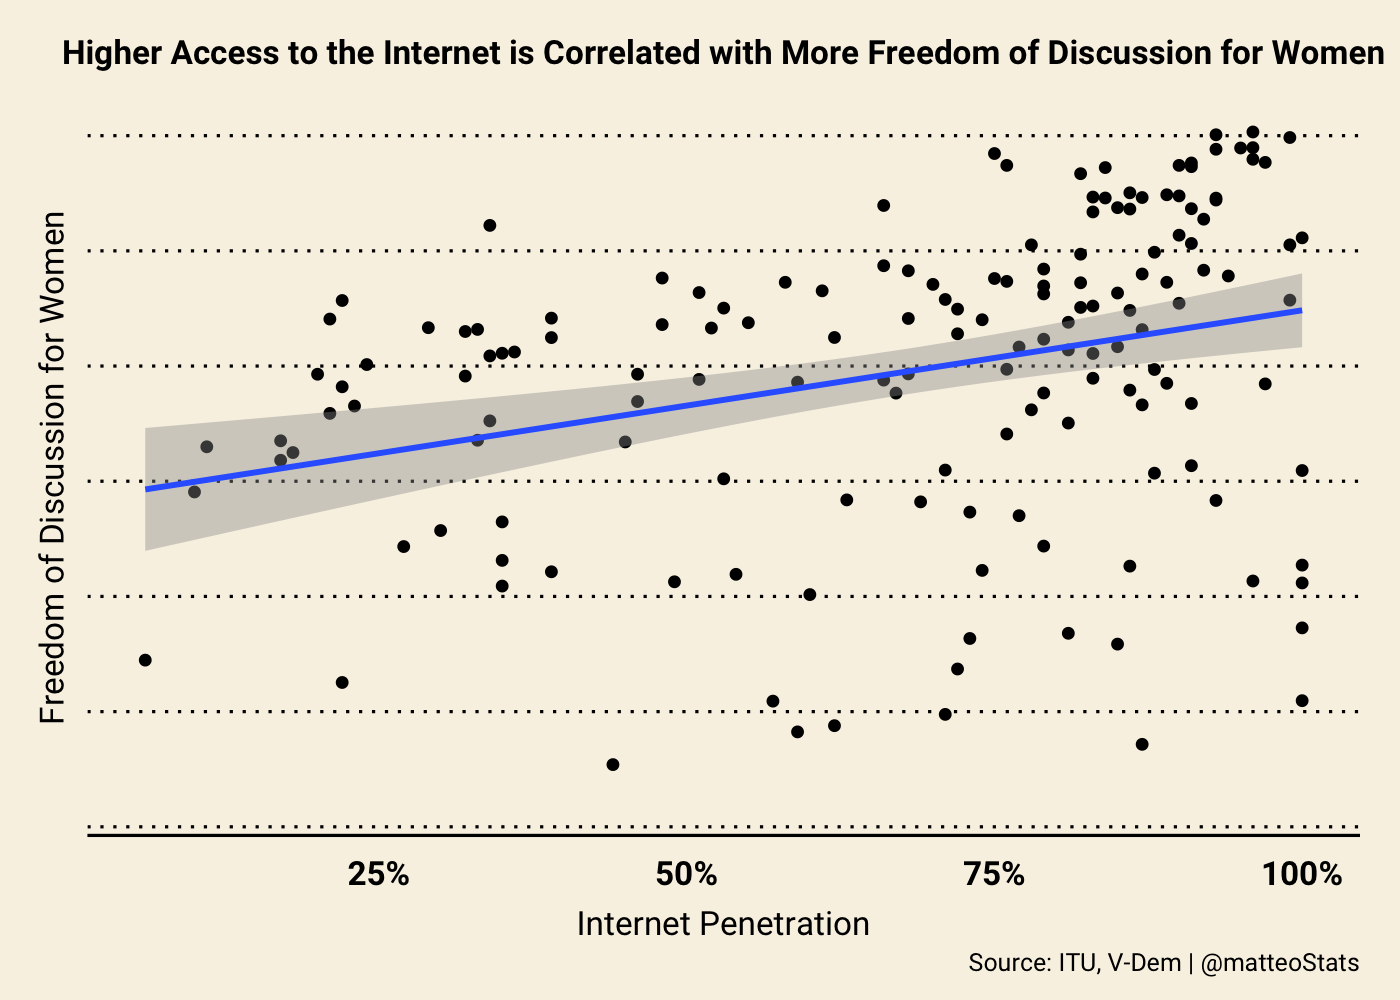 Higher Access to the Internet is Correlated with More Freedom of Discussion for Women
Freedom of Discussion for Women
25%
50%
75%
100%
Internet Penetration
Source: ITU, V-Dem | @matteoStats